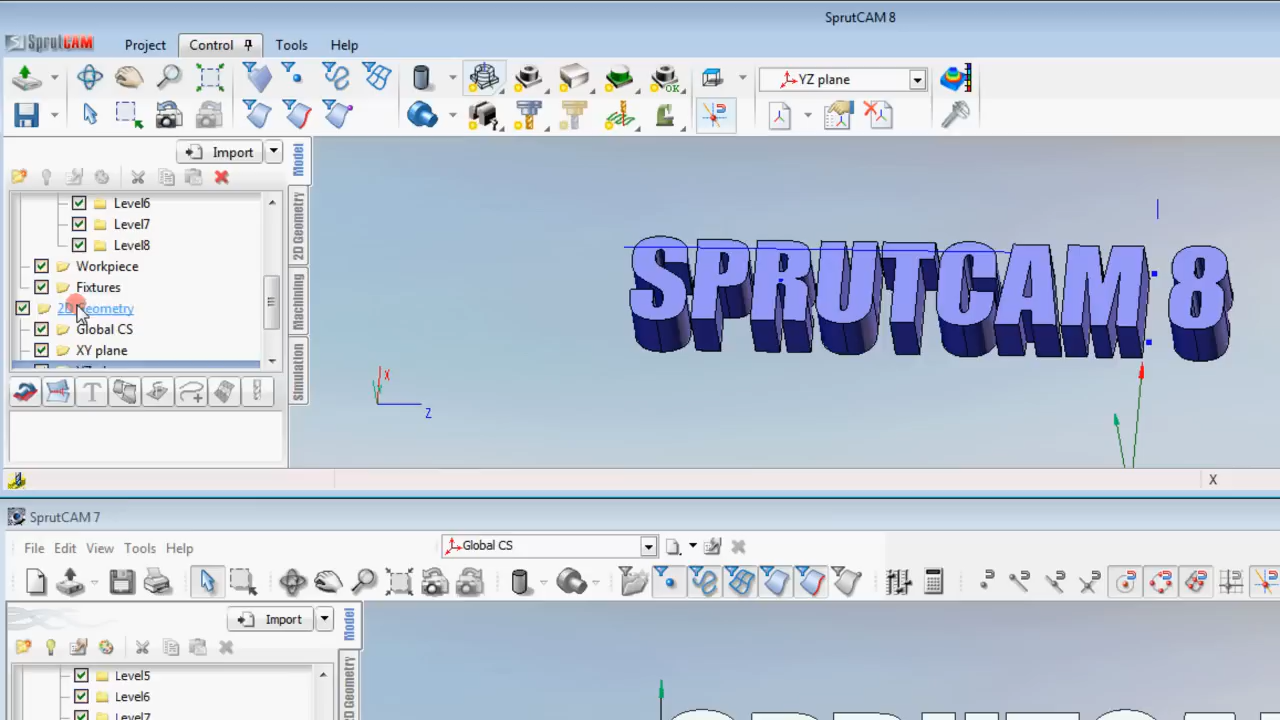 SprutCAM 8
SprutCAM
Project
Control
Tools
Help
OK
YZ plane
Import
Model
2D Geometry
Machining
Simulation
Level6
Level7
Level8
Workpiece
Fixtures
2D Geometry
Global CS
XY plane
SPRUTCAM 8
X
Y
Z
X
SprutCAM 7
File
Edit
View
Tools
Help
Global CS
Import
Model
2D Geometry
Level5
Level6
Level7